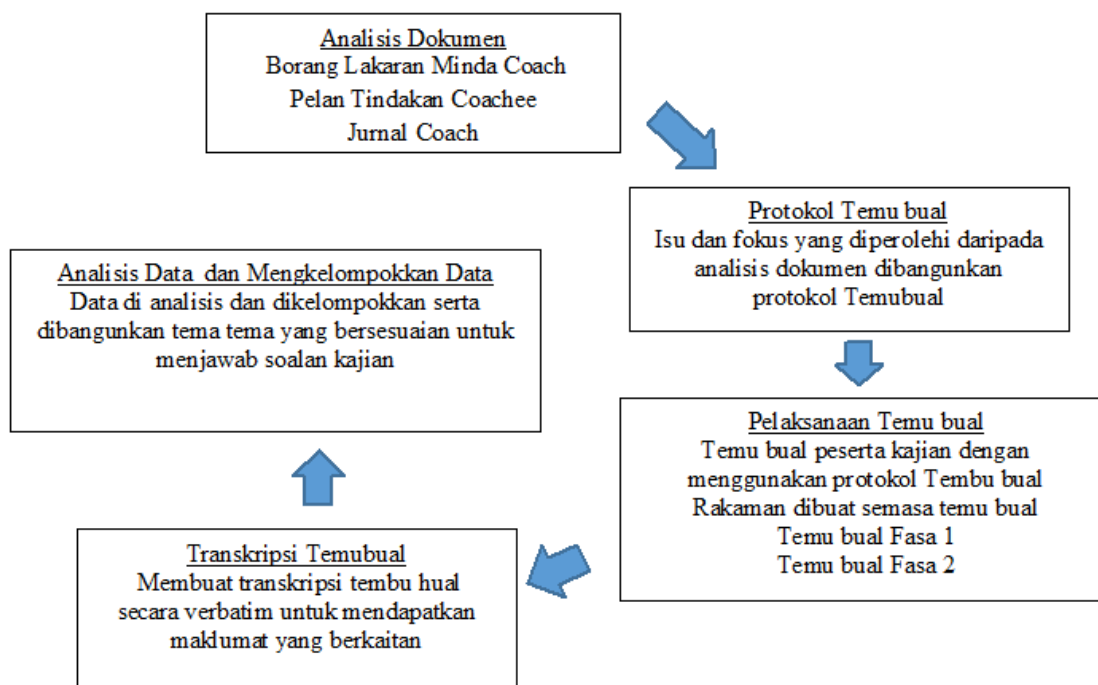 Analisis Dokumen
Borang Lakaran Minda Coach
Pelan Tindakan Coachee
Jurnal Coach
Protokol Temu bual
Isu dan fokus yang diperolehi daripada
analisis dokumen dibangunkan
protokol Temubual
Pelaksanaan Temu bual
Temu bual peserta kajian dengan
menggunakan protokol Tembu bual
Rakaman dibuat semasa temu bual
Temu bual Fasa 1
Temu bual Fasa 2
Transkripsi Temubual
Membuat transkripsi tembu hual
secara verbatim untuk mendapatkan
maklumat yang berkaitan
Analisis Data dan Mengkelompokkan Data
Data di analisis dan dikelompokkan serta
dibangunkan tema tema yang bersesuaian untuk
menjawab soalan kajian